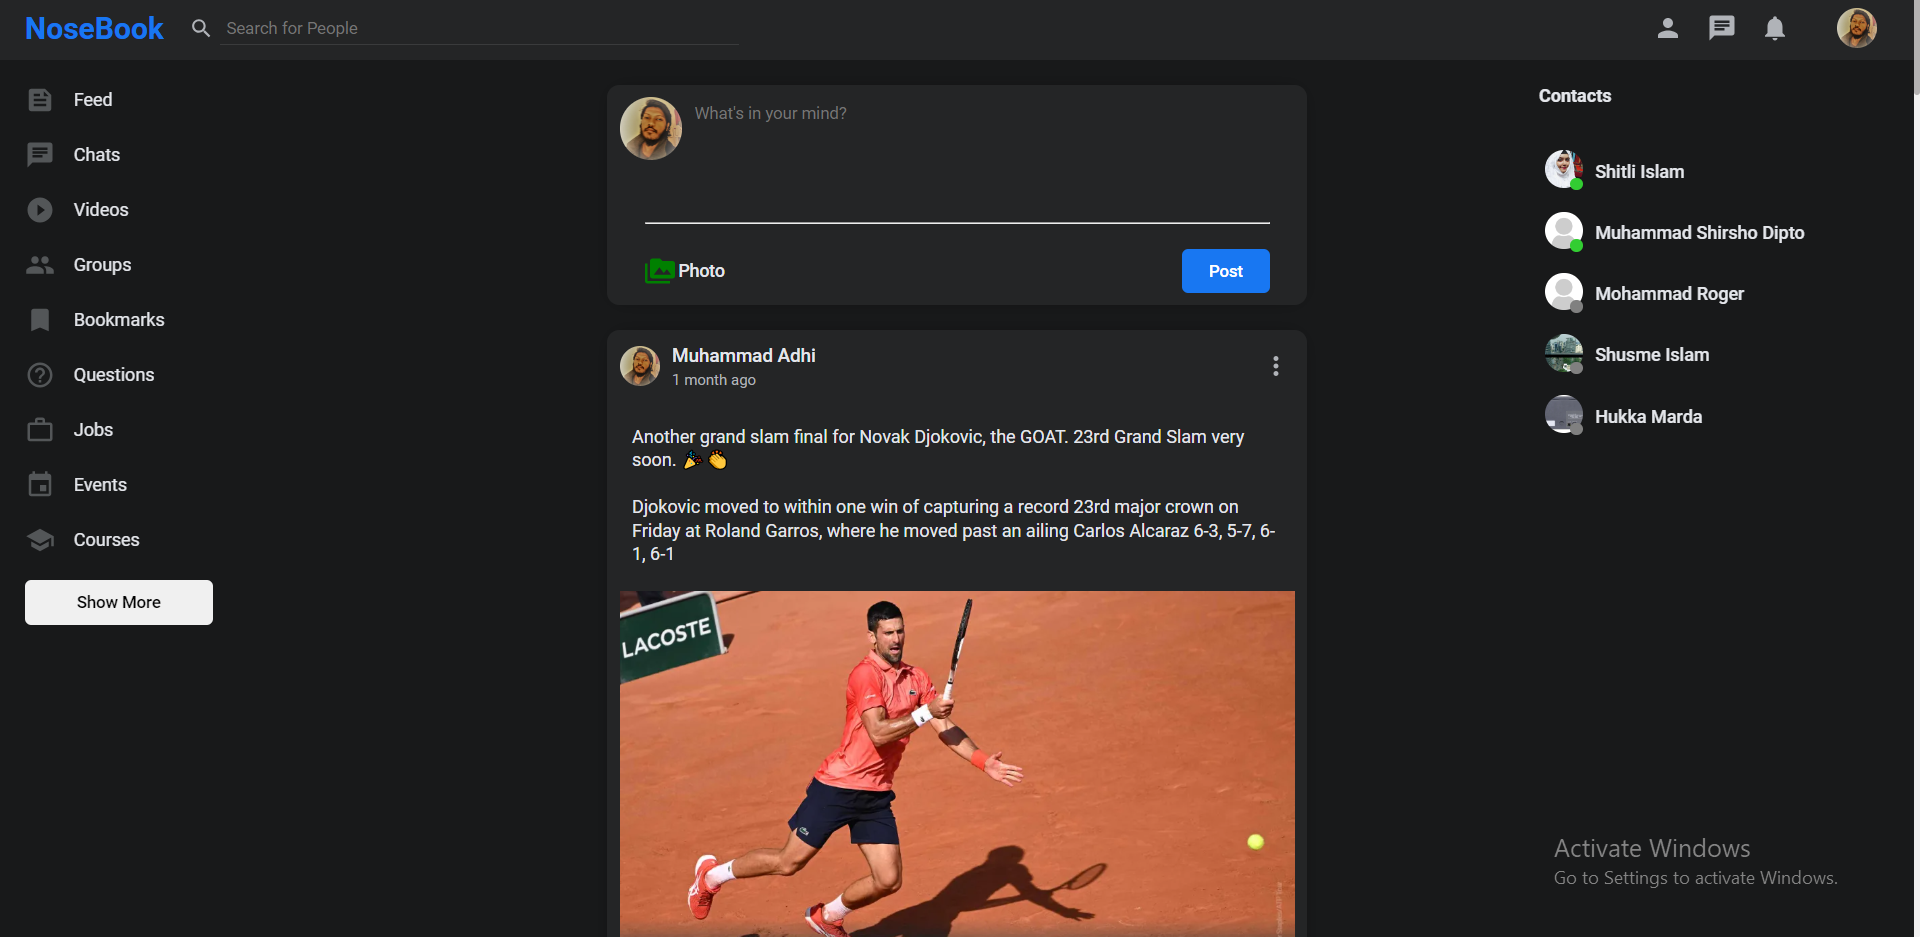 NoseBook
Search for People
Feed
Chats
Videos
Groups
Bookmarks
Questions
Jobs
Events
Courses
Show More
What's in your mind?
Photo
Post
Muhammad Adhi
1 month ago
Another grand slam final for Novak Djokovic, the GOAT. 23rd Grand Slam very
soon. 🎉👏
Djokovic moved to within one win of capturing a record 23rd major crown on
Friday at Roland Garros, where he moved past an ailing Carlos Alcaraz 6-3, 5-7, 6-
1, 6-1
LACOSTE
Contacts
Shitli Islam
Muhammad Shirsho Dipto
Mohammad Roger
Shusme Islam
Hukka Marda
Activate Windows
Go to Settings to activate Windows.